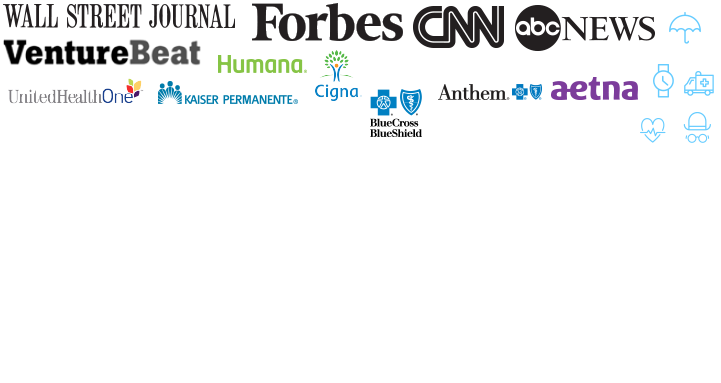 WALL STREET JOURNAL
Forbes
CNN
abc NEWS
VentureBeat
Humana®
UnitedHealthOne
KAISER PERMANENTE®
Cigna
BlueCross
BlueShield
Anthem®
aetna